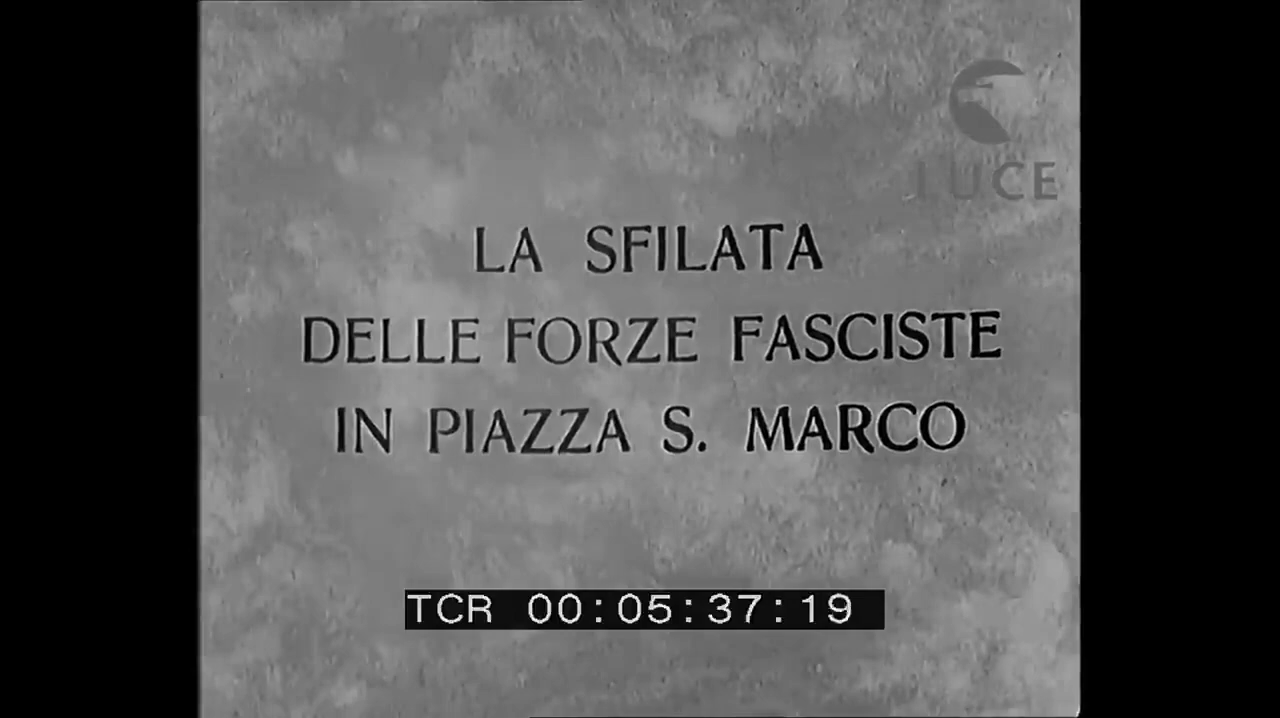 LUCE
LA SFILATA
DELLE FORZE FASCISTE
IN PIAZZA S. MARCO
TCR 00:05:37:19